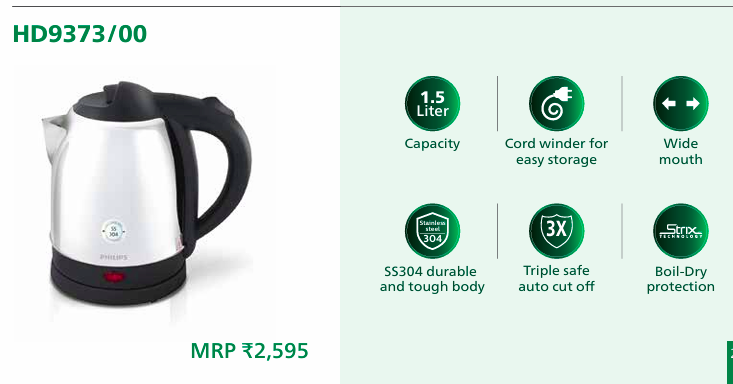 HD9373/00
SS
304
PHILIPS
MRP ₹2,595
1.5
Liter
Capacity
Cord winder for
easy storage
Wide
mouth
Stainless
steel
304
SS304 durable
and tough body
3X
Triple safe
auto cut off
Strix
TECHNOLOGY
Boil-Dry
protection